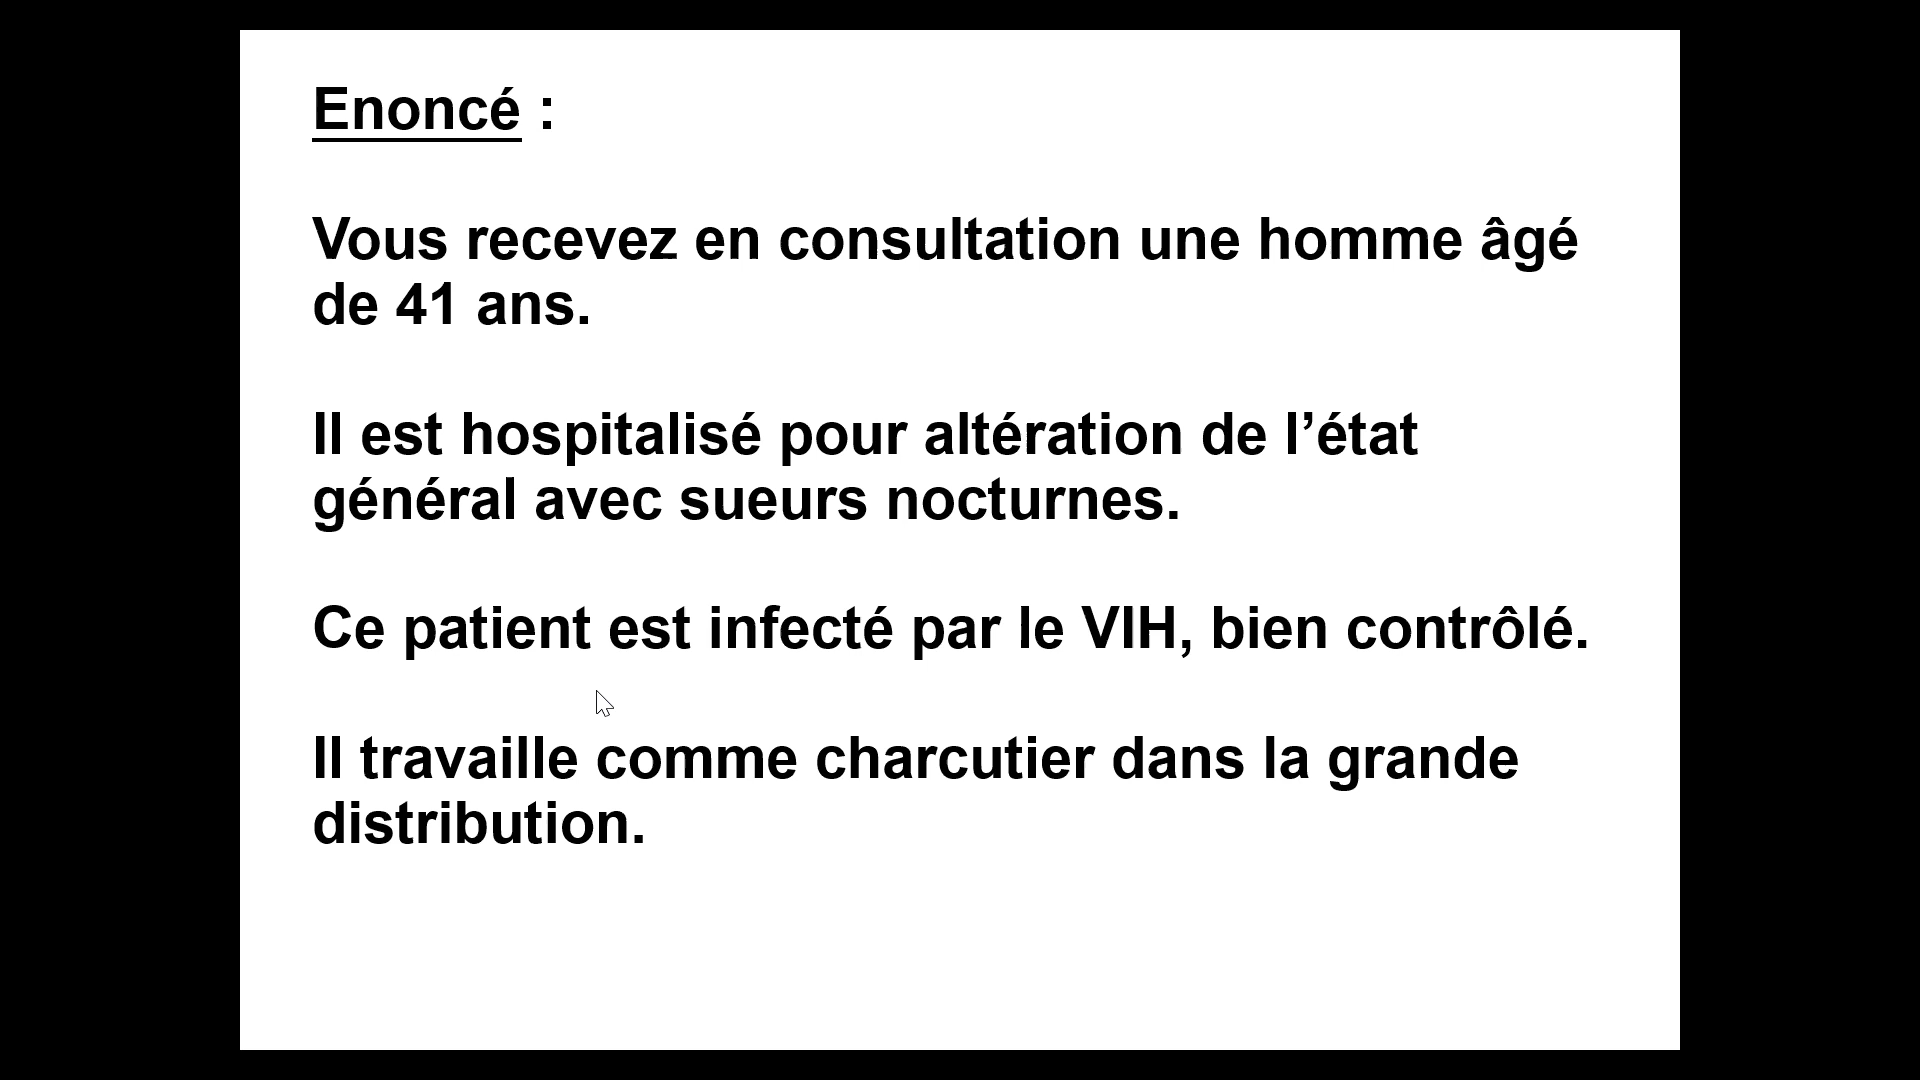 Enoncé :
Vous recevez en consultation une homme âgé
de 41 ans.
Il est hospitalisé pour altération de l’état
général avec sueurs nocturnes.
Ce patient est infecté par le VIH, bien contrôlé.
Il travaille comme charcutier dans la grande
distribution.